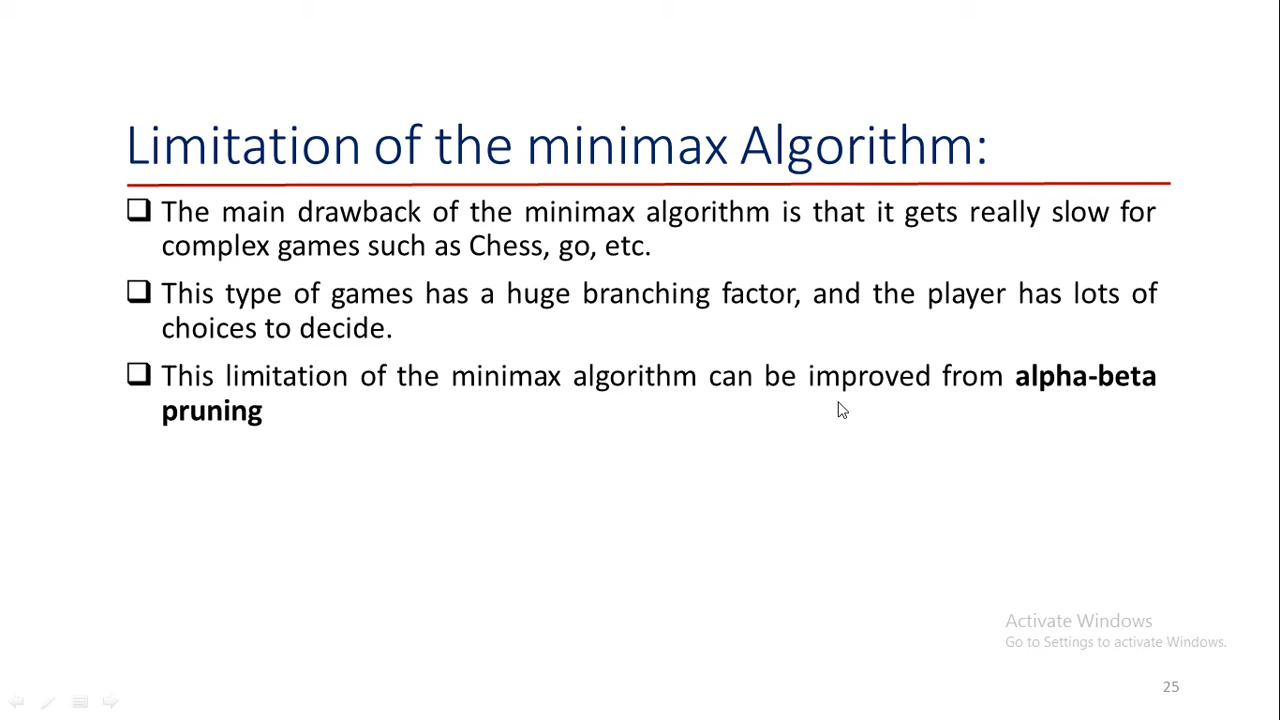 Limitation of the minimax Algorithm:
❑ The main drawback of the minimax algorithm is that it gets really slow for
complex games such as Chess, go, etc.
❑ This type of games has a huge branching factor, and the player has lots of
choices to decide.
❑ This limitation of the minimax algorithm can be improved from alpha-beta
pruning
Activate Windows
Go to Settings to activate Windows.
25